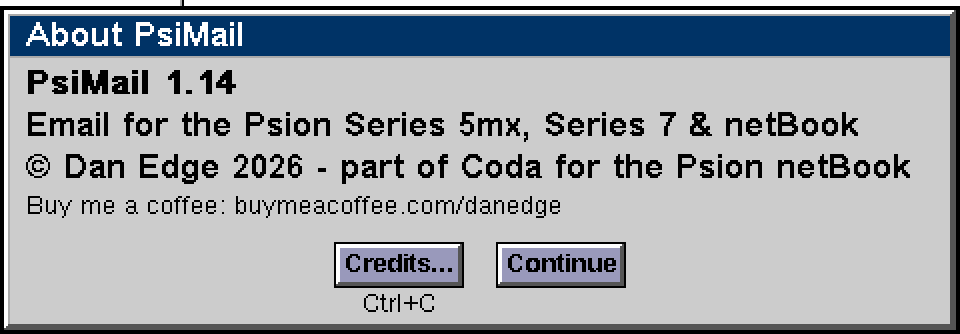 About PsiMail
PsiMail 1.14
Email for the Psion Series 5mx, Series 7 & netBook
© Dan Edge 2026 - part of Coda for the Psion netBook
Buy me a coffee: buymeacoffee.com/danedge
Credits... Continue
Ctrl+C